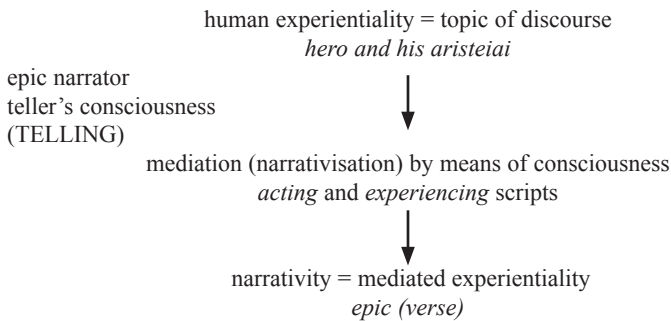 human experientiality = topic of discourse
hero and his aristeiai
epic narrator
teller's consciousness
(TELLING)
mediation (narrativisation) by means of consciousness
acting and experiencing scripts
narrativity = mediated experientiality
epic (verse)